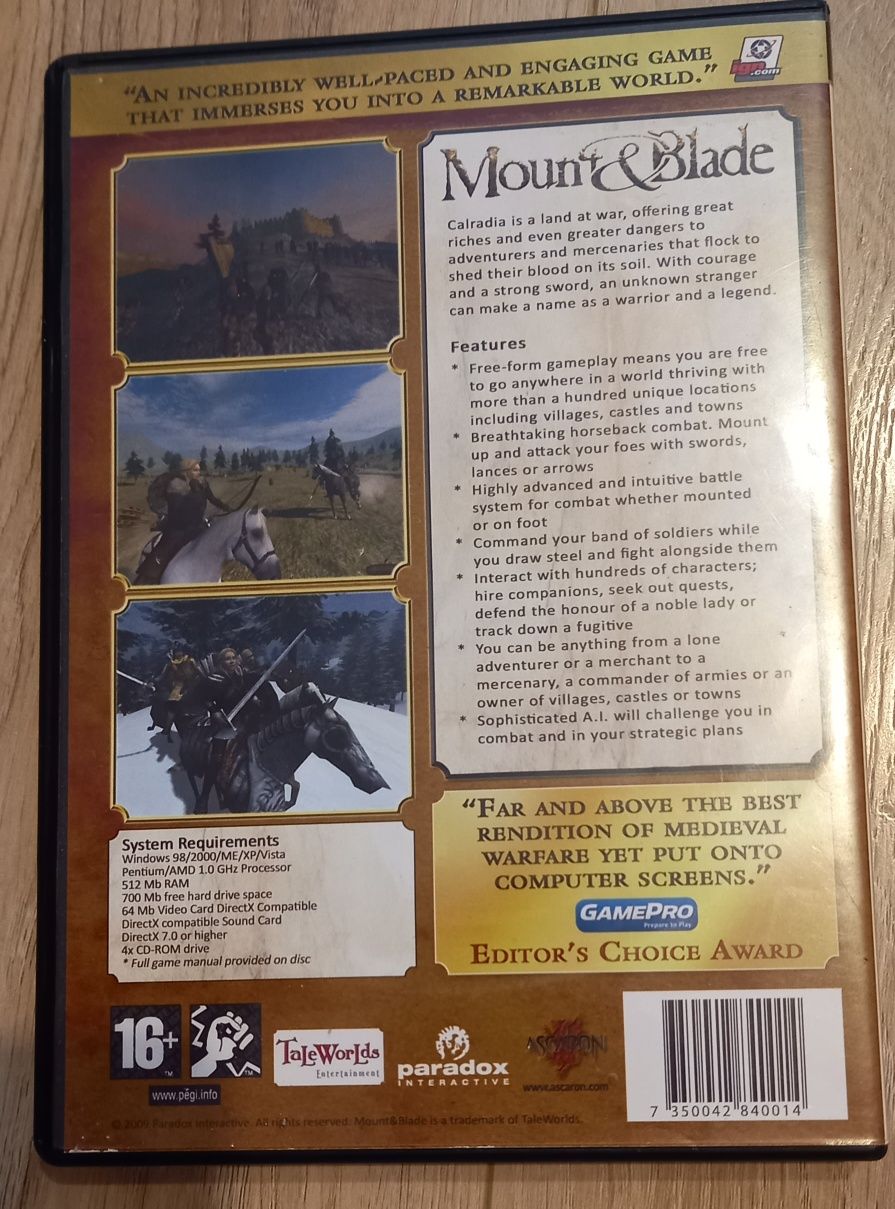 “AN INCREDIBLY WELL-PACED AND ENGAGING GAME
THAT IMMERSES YOU INTO A REMARKABLE WORLD.”
ign.com
Mount&Blade
Calradia is a land at war, offering great
riches and even greater dangers to
adventurers and mercenaries that flock to
shed their blood on its soil. With courage
and a strong sword, an unknown stranger
can make a name as a warrior and a legend.
Features
* Free-form gameplay means you are free
to go anywhere in a world thriving with
more than a hundred unique locations
including villages, castles and towns
* Breathtaking horseback combat. Mount
up and attack your foes with swords,
lances or arrows
* Highly advanced and intuitive battle
system for combat whether mounted
or on foot
* Command your band of soldiers while
you draw steel and fight alongside them
* Interact with hundreds of characters;
hire companions, seek out quests,
defend the honour of a noble lady or
track down a fugitive
* You can be anything from a lone
adventurer or a merchant to a
mercenary, a commander of armies or an
owner of villages, castles or towns
* Sophisticated A.I. will challenge you in
combat and in your strategic plans
System Requirements
Windows 98/2000/ME/XP/Vista
Pentium/AMD 1.0 GHz Processor
512 Mb RAM
700 Mb free hard drive space
64 Mb Video Card DirectX Compatible
DirectX compatible Sound Card
DirectX 7.0 or higher
4x CD-ROM drive
* Full game manual provided on disc
“FAR AND ABOVE THE BEST
RENDITION OF MEDIEVAL
WARFARE YET PUT ONTO
COMPUTER SCREENS.”
GAMEPRO
Prepare to Play
EDITOR'S CHOICE AWARD
16+
TM
TM
www.pegi.info
TALEWORLDS
Entertainment
paradox
INTERACTIVE
ASCARON
www.ascaron.com
7 350042 840014
© 2009 Paradox Interactive. All rights reserved. Mount&Blade is a trademark of TaleWorlds.